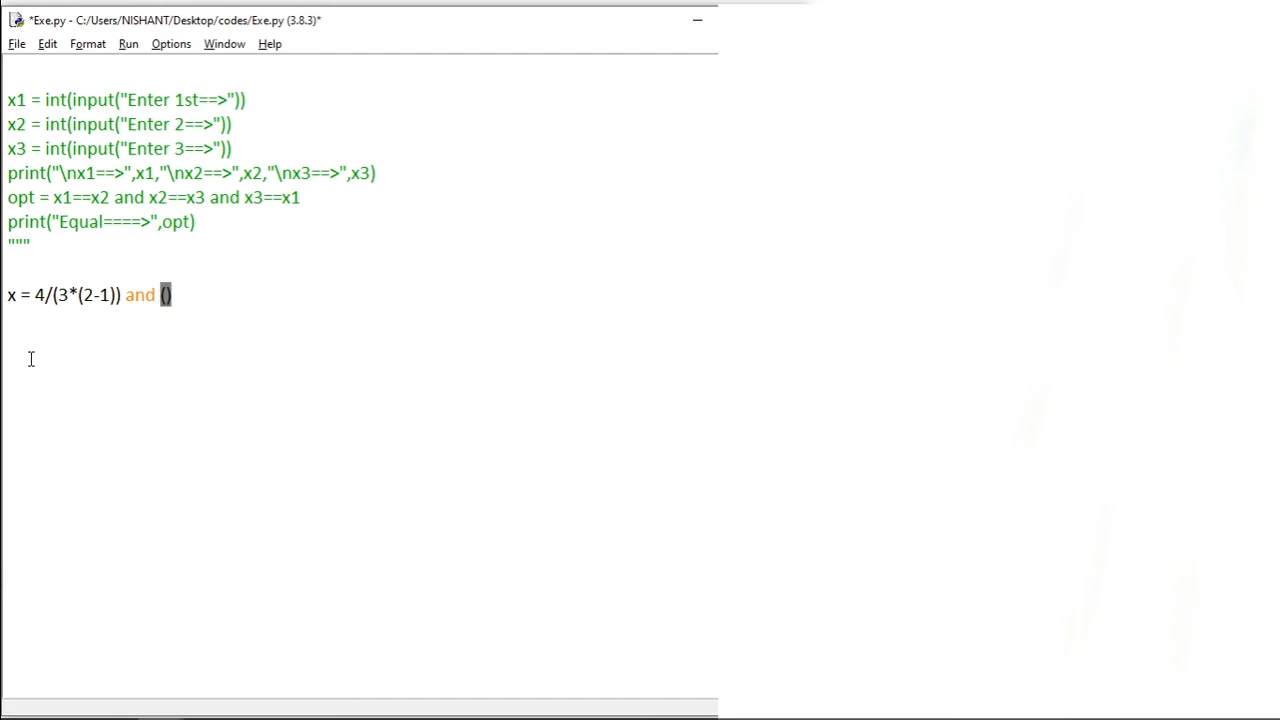 *Exe.py - C:/Users/NISHANT/Desktop/codes/Exe.py (3.8.3)*
File Edit Format Run Options Window Help
x1 = int(input("Enter 1st==>"))
x2 = int(input("Enter 2==>"))
x3 = int(input("Enter 3==>"))
print("\nx1==>",x1,"\nx2==>",x2,"\nx3==>",x3)
opt = x1==x2 and x2==x3 and x3==x1
print("Equal====>",opt)
"""
x = 4/(3*(2-1)) and ()